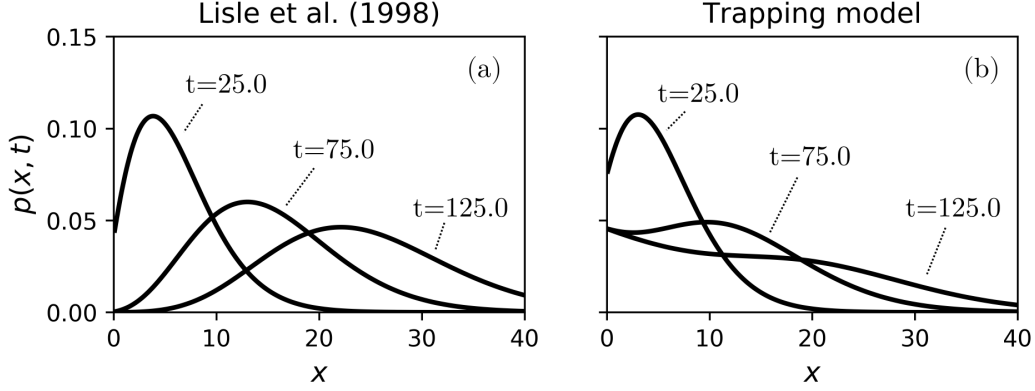 Lisle et al. (1998)
Trapping model
p(x, t)
0.15
0.10
0.05
0.00
(a)
t=25.0
t=75.0
t=125.0
0 10 20 30 40
x
(b)
t=25.0
t=75.0
t=125.0
0 10 20 30 40
x